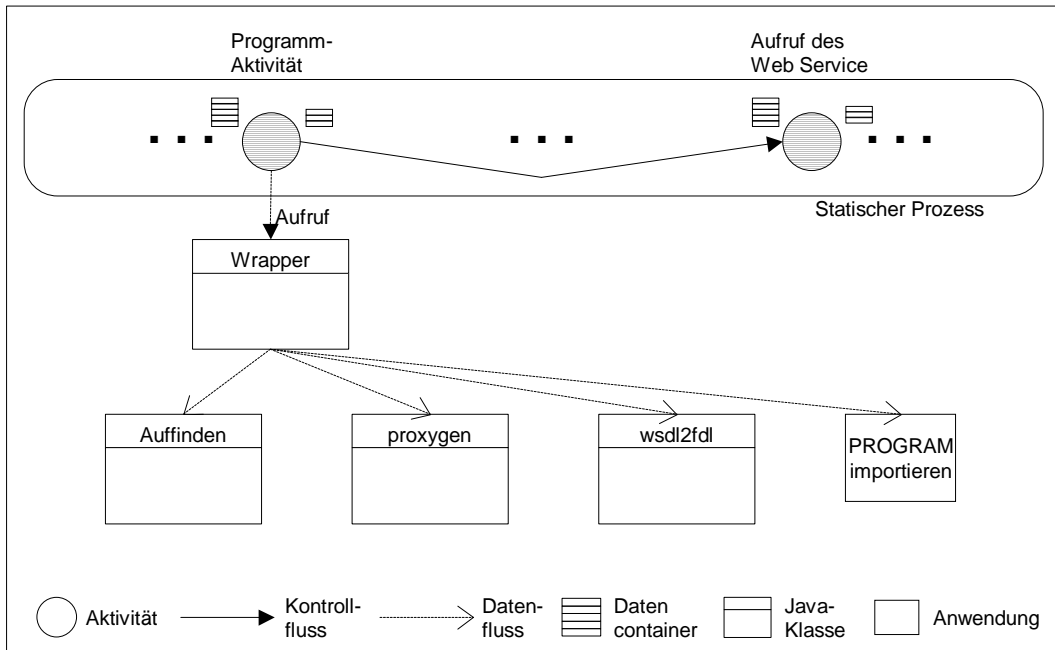 Programm-
Aktivität
Aufruf des
Web Service
Statischer Prozess
Aufruf
Wrapper
Auffinden
proxygen
wsdl2fdl
PROGRAM
importieren
Aktivität
Kontroll-
fluss
Daten-
fluss
Daten
container
Java-
Klasse
Anwendung